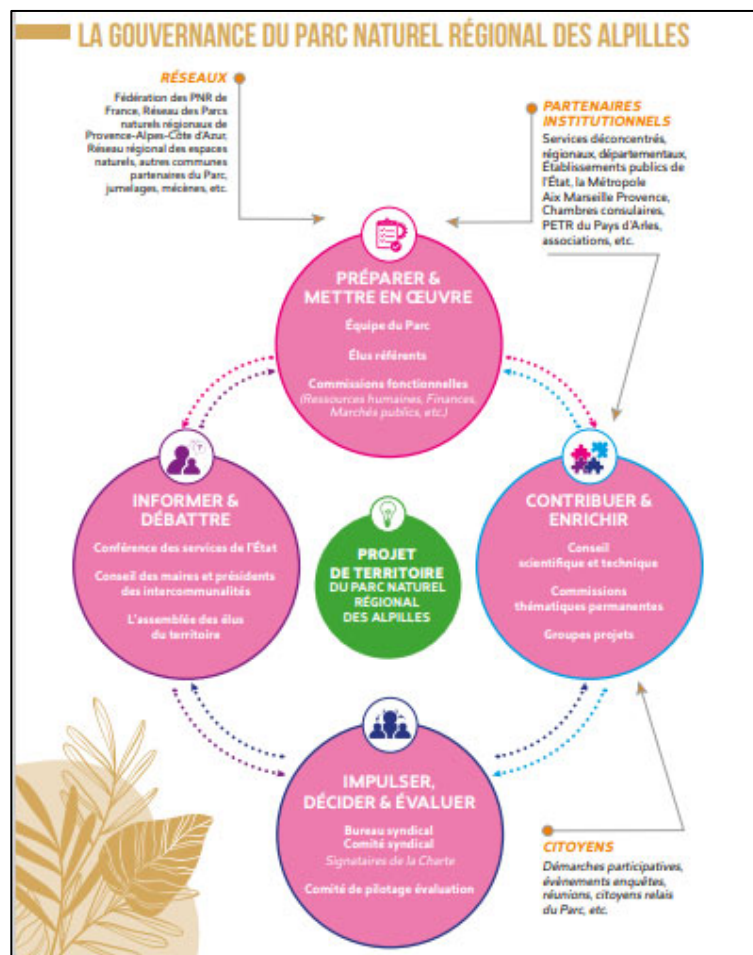 LA GOUVERNANCE DU PARC NATUREL RÉGIONAL DES ALPILLES
RÉSEAUX
Fédération des PNR de
France, Réseau des Parcs
naturels régionaux de
Provence-Alpes-Côte d'Azur,
Réseau régional des espaces
naturels, autres communes
partenaires du Parc,
jumelages, mécènes, etc.
PARTENAIRES
INSTITUTIONNELS
Services déconcentrés,
régionaux, départementaux,
Établissements publics de
l'État, la Métropole
Aix Marseille Provence,
Chambres consulaires,
PETR du Pays d'Arles,
associations, etc.
PRÉPARER &
METTRE EN ŒUVRE
Équipe du Parc
Élus référents
Commissions fonctionnelles
(Ressources humaines, Finances,
Marchés publics, etc.)
INFORMER &
DÉBATTRE
Conférence des services de l'État
Conseil des maires et présidents
des intercommunalités
L'assemblée des élus
du territoire
PROJET
DE TERRITOIRE
DU PARC NATUREL
RÉGIONAL
DES ALPILLES
CONTRIBUER &
ENRICHIR
Conseil
scientifique et technique
Commissions
thématiques permanentes
Groupes projets
IMPULSER,
DÉCIDER & ÉVALUER
Bureau syndical
Comité syndical
Signataires de la Charte
Comité de pilotage évaluation
CITOYENS
Démarches participatives,
évènements enquêtes,
réunions, citoyens relais
du Parc, etc.